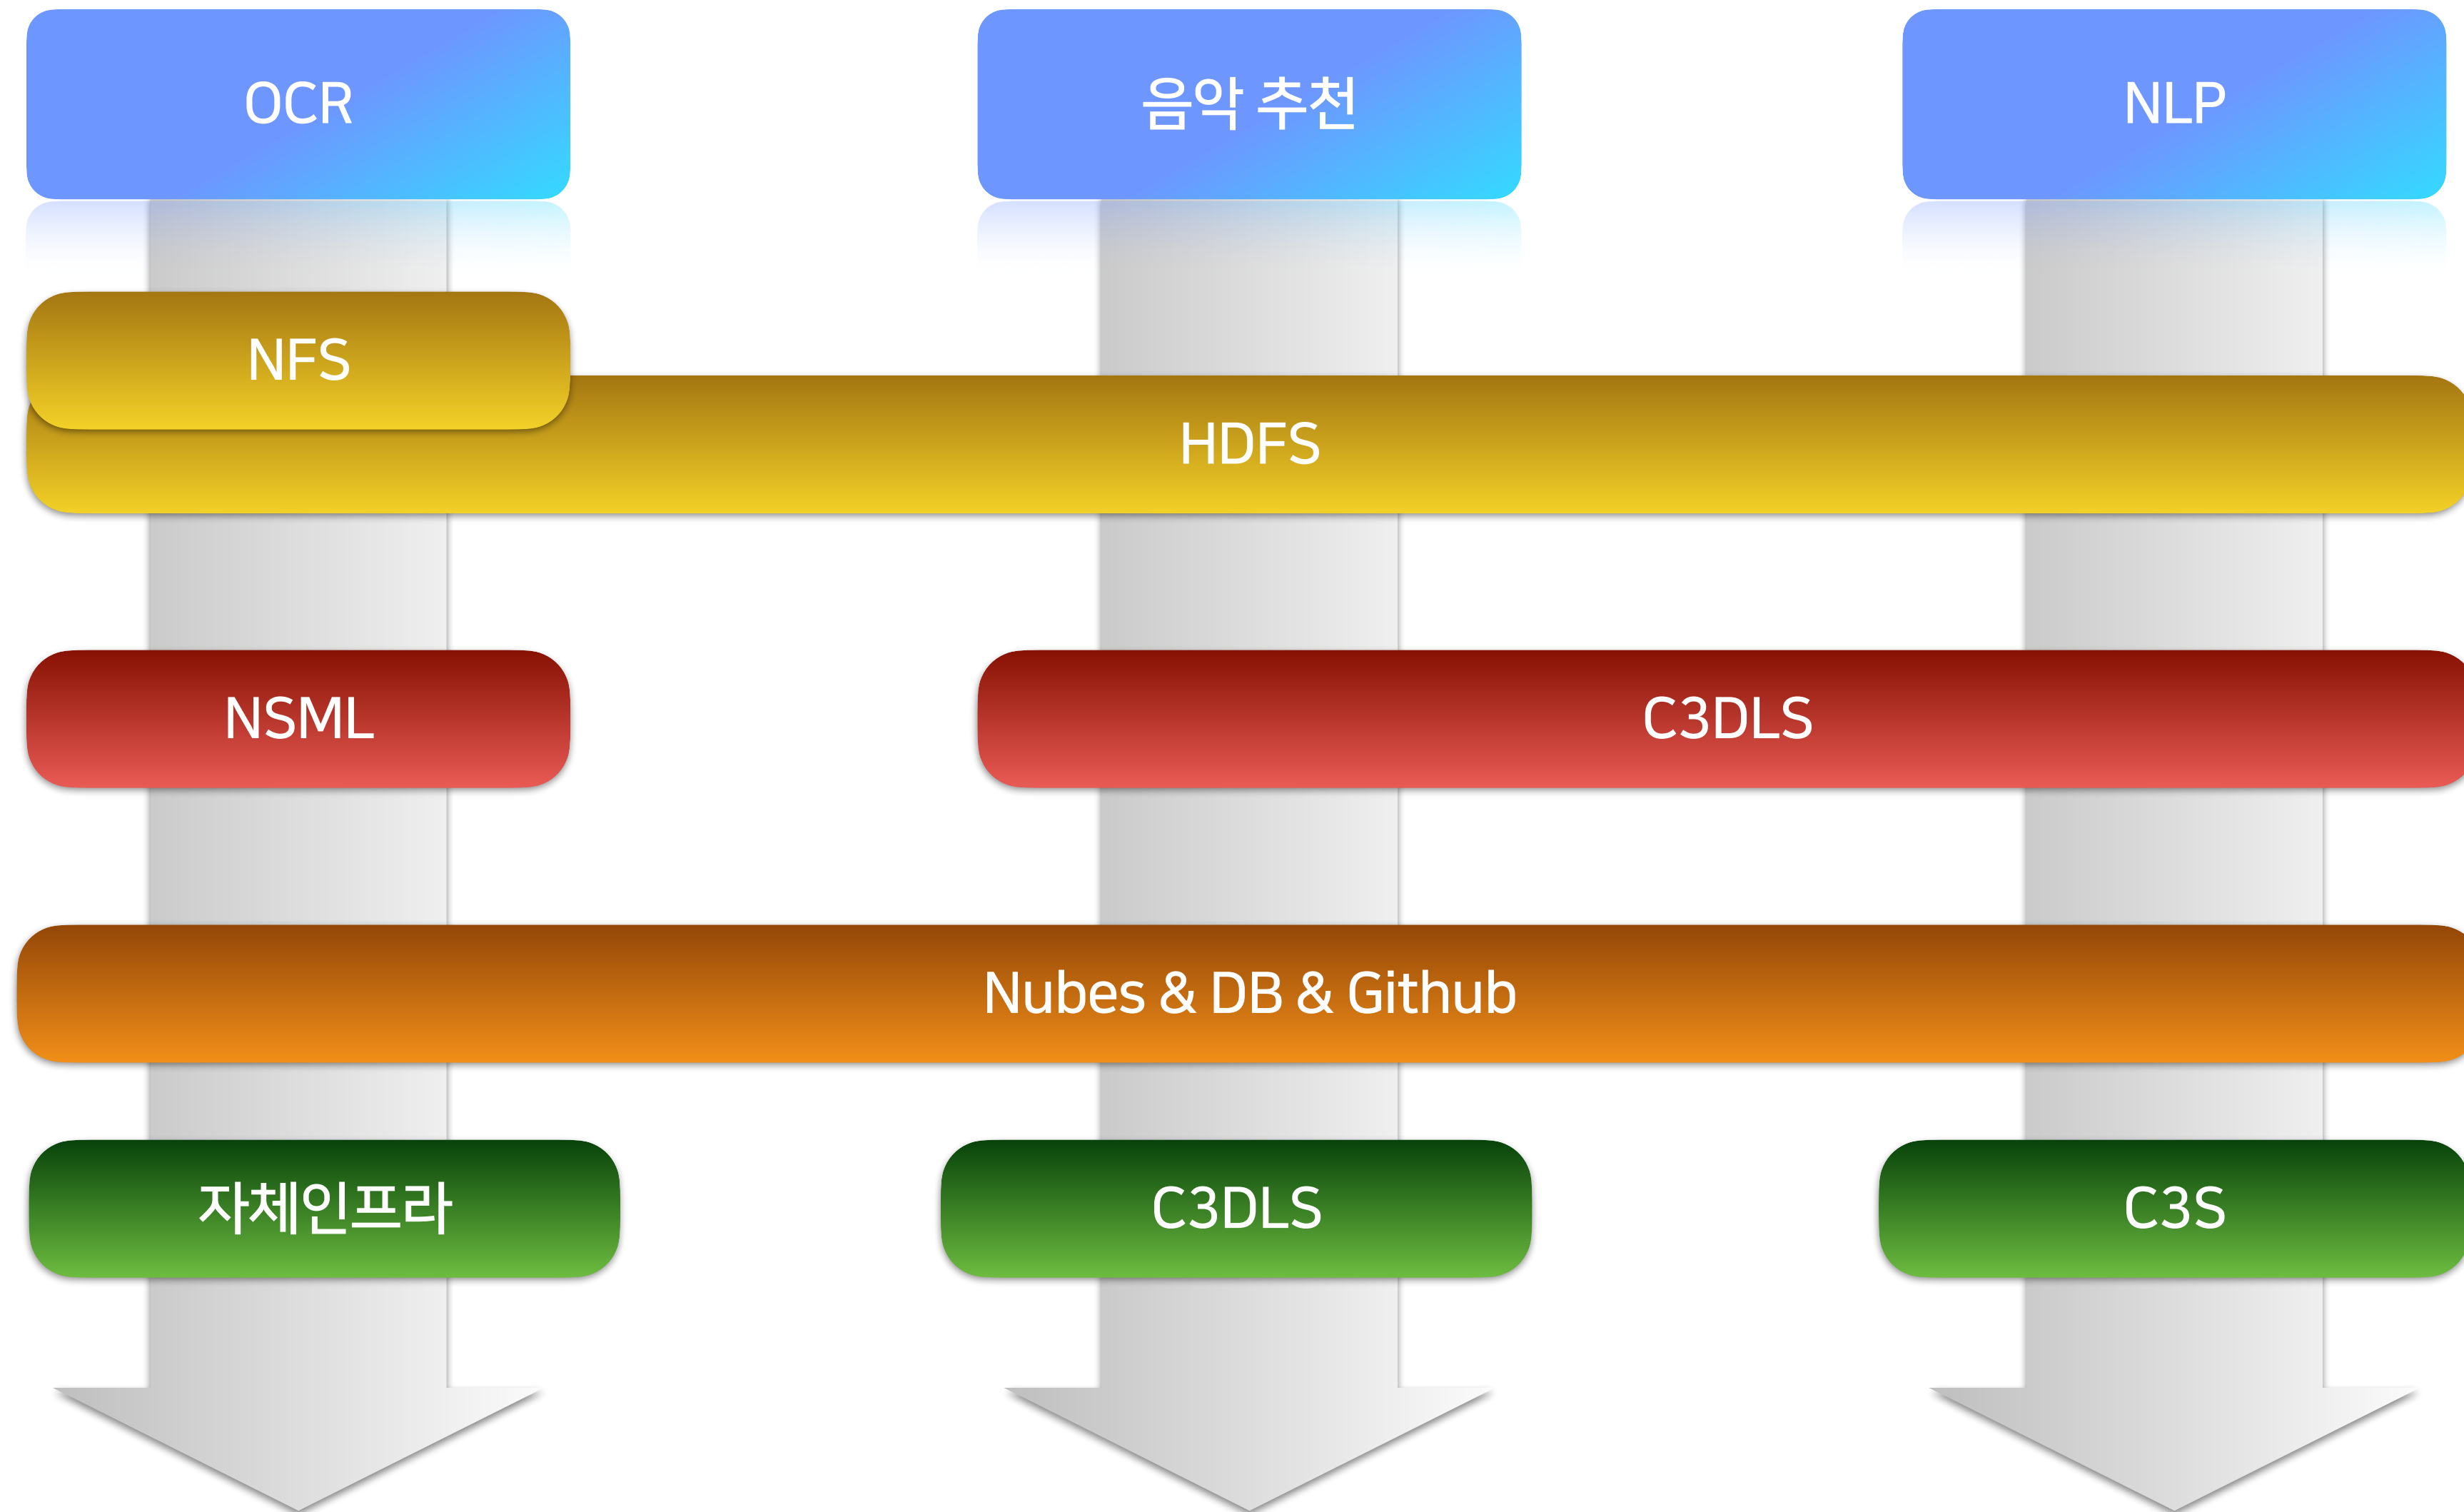 OCR
음악 추천
NLP
NFS
HDFS
NSML
C3DLS
Nubes & DB & Github
자체인프라
C3DLS
C3S